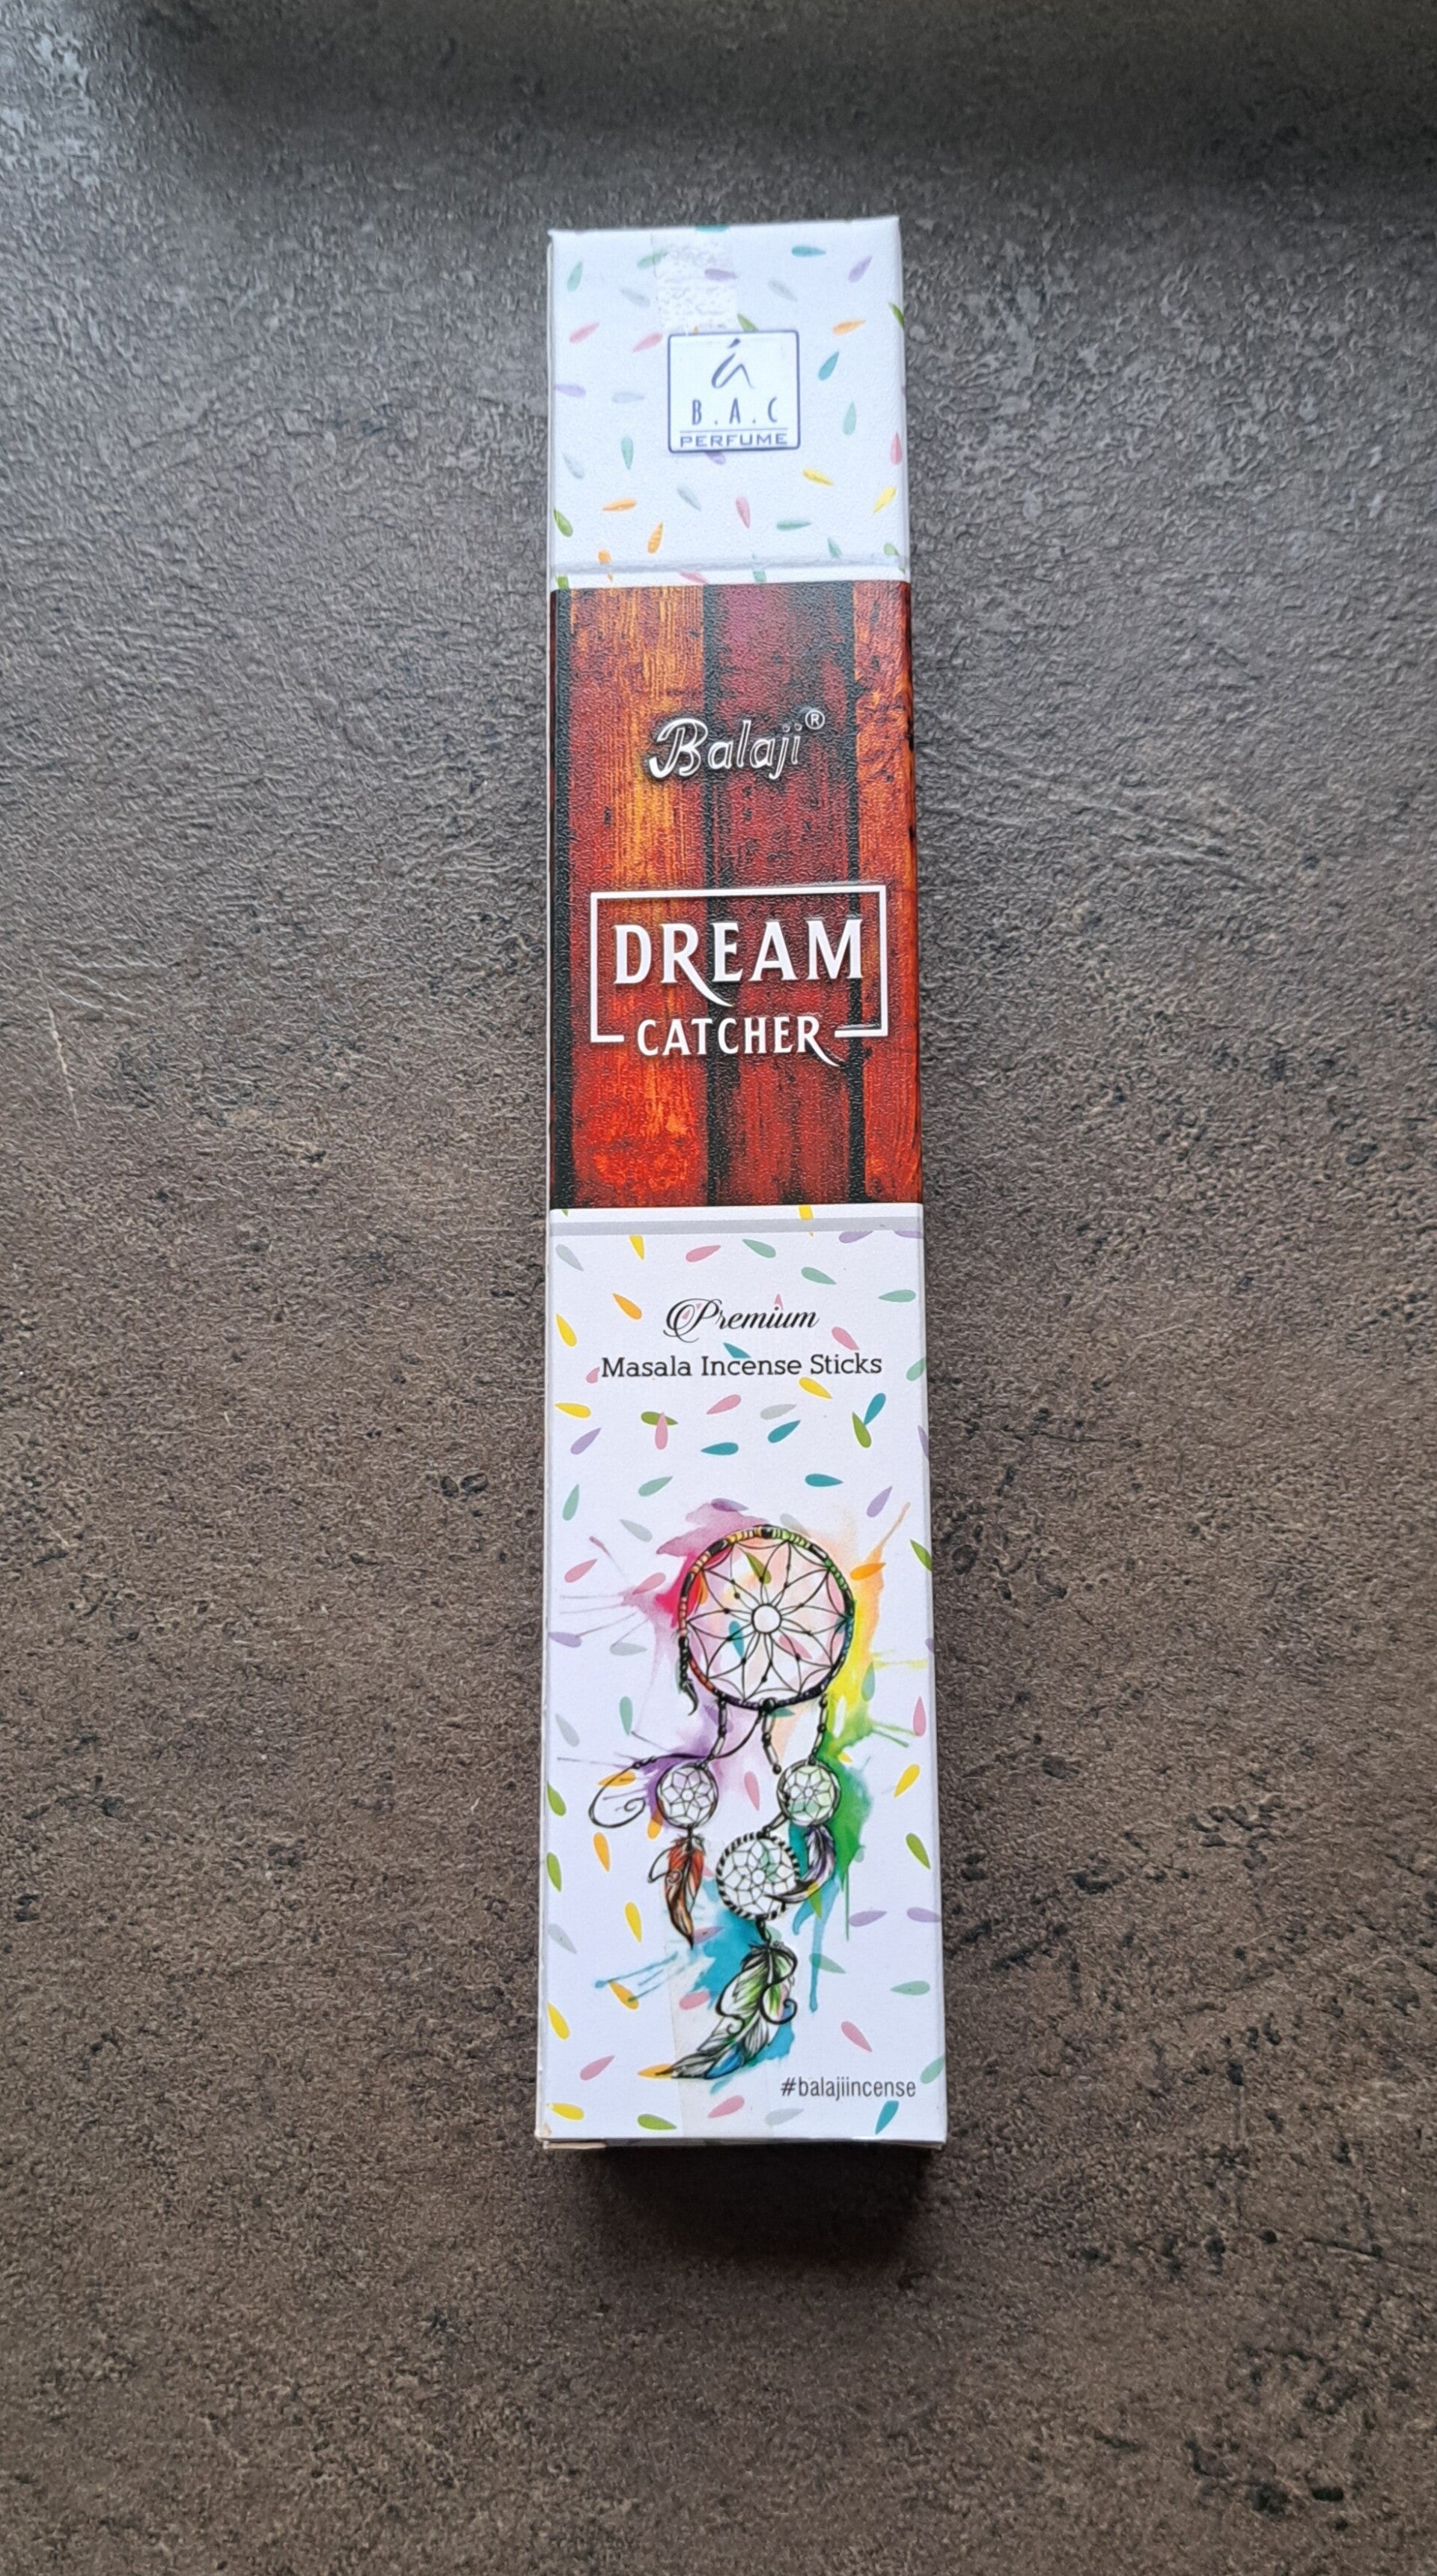 B.A.C
PERFUME
Balaji®
DREAM
CATCHER
Premium
Masala Incense Sticks
#balajiincense